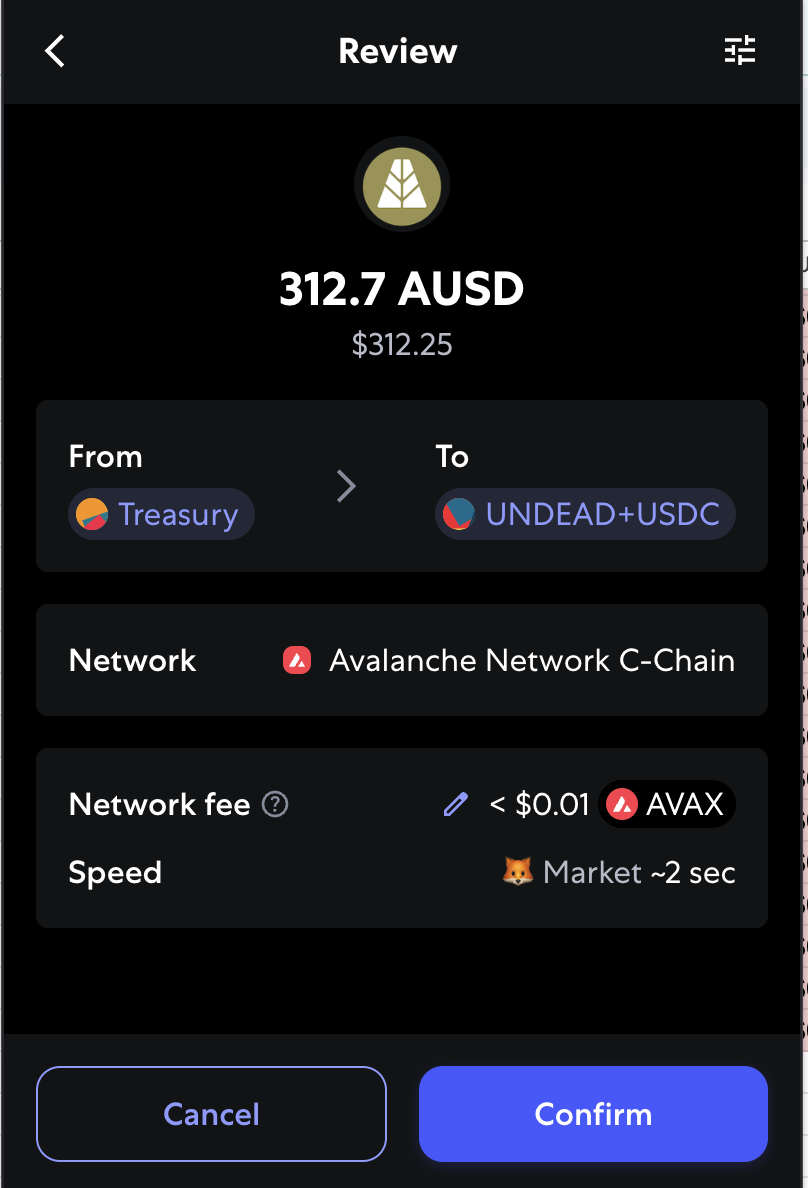 Review
312.7 AUSD
$312.25
From
To
Treasury
UNDEAD+USDC
Network
Avalanche Network C-Chain
Network fee ?
< $0.01 AVAX
Speed
Market ~2 sec
Cancel
Confirm